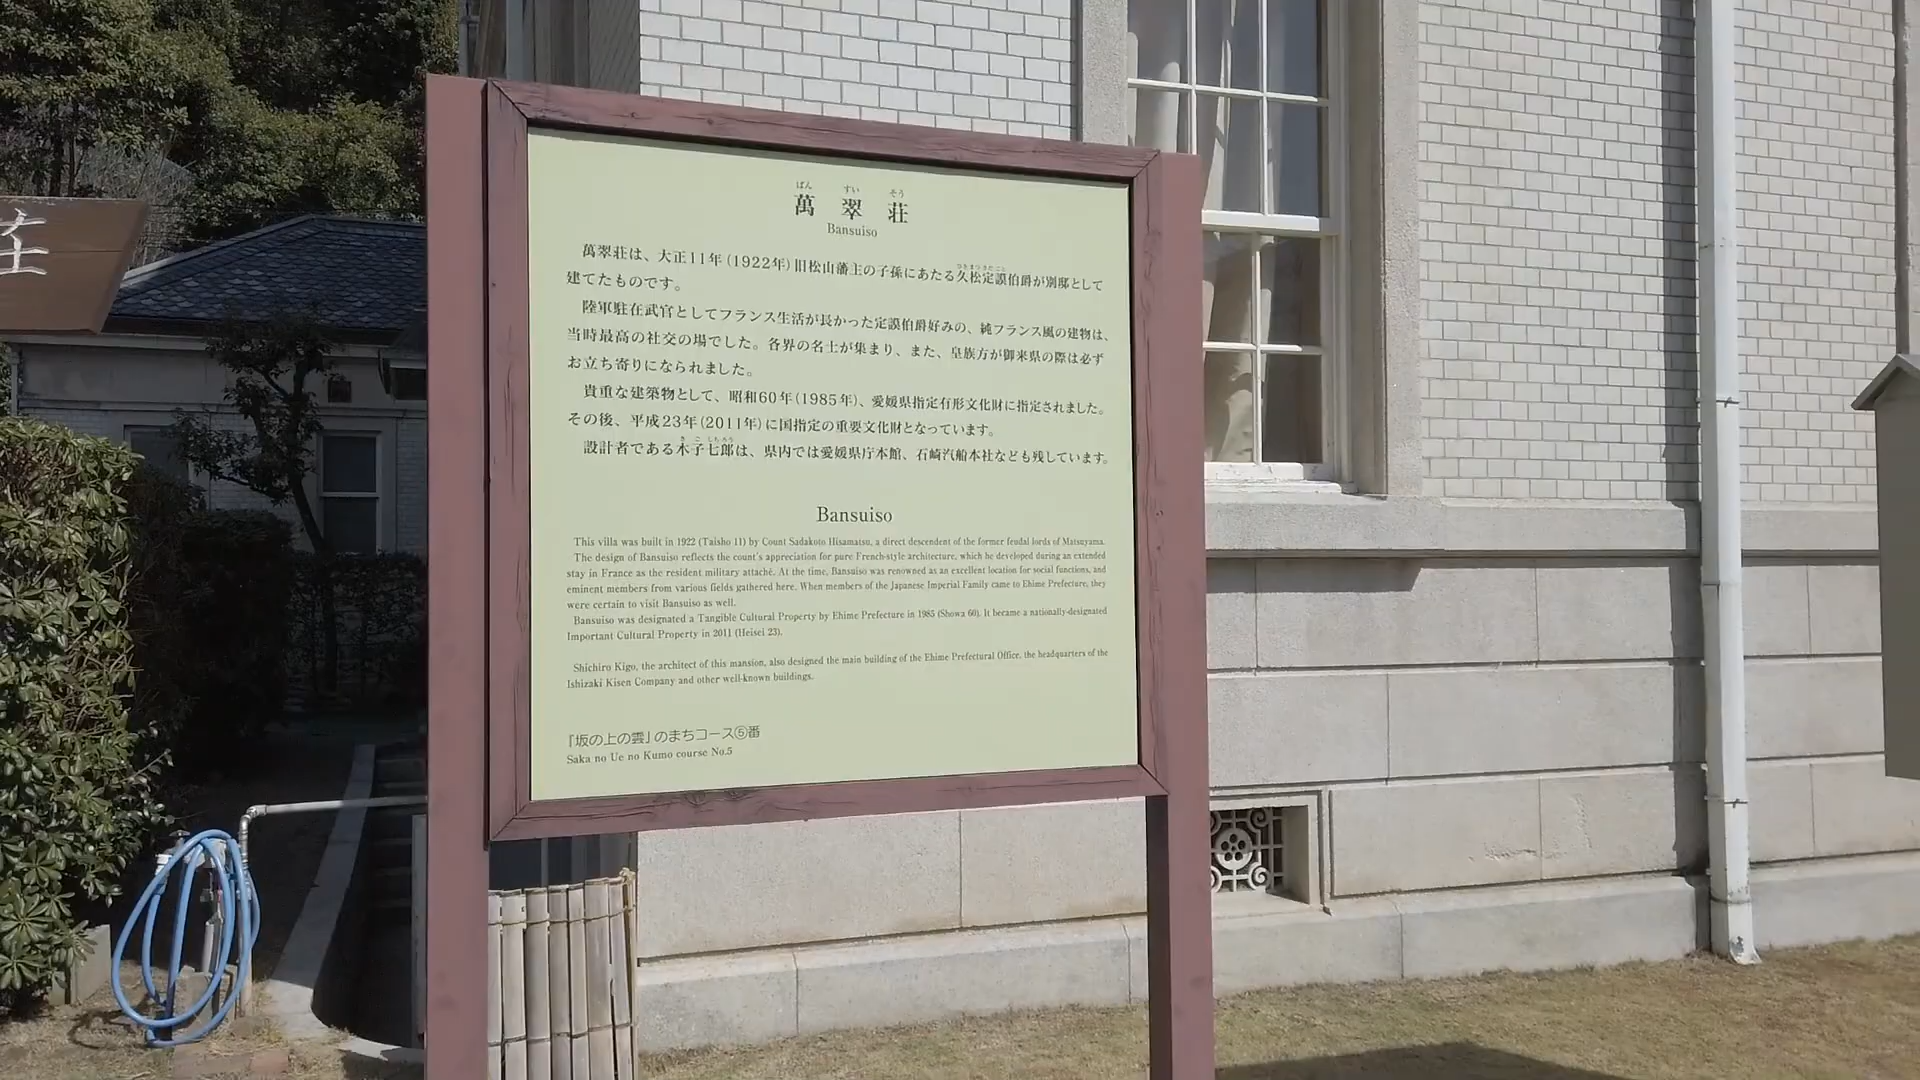 ばん すい そう
萬翠荘
Bansuiso
萬翠荘は、大正11年(1922年)旧松山藩主の子孫にあたる久松定謨伯爵が別邸として
建てたものです。
陸軍駐在武官としてフランス生活が長かった定謨伯爵好みの、純フランス風の建物は、
当時最高の社交の場でした。各界の名士が集まり、また、皇族方が御来県の際は必ず
お立ち寄りになられました。
貴重な建築物として、昭和60年(1985年)、愛媛県指定有形文化財に指定されました。
その後、平成23年(2011年)に国指定の重要文化財となっています。
設計者である木子七郎は、県内では愛媛県庁本館、石崎汽船本社なども残しています。
Bansuiso
This villa was built in 1922 (Taisho 11) by Count Sadakoto Hisamatsu, a direct descendent of the former feudal lords of Matsuyama.
The design of Bansuiso reflects the count's appreciation for pure French-style architecture, which he developed during an extended
stay in France as the resident military attaché. At the time, Bansuiso was renowned as an excellent location for social functions, and
eminent members from various fields gathered here. When members of the Japanese Imperial Family came to Ehime Prefecture, they
were certain to visit Bansuiso as well.
Bansuiso was designated a Tangible Cultural Property by Ehime Prefecture in 1985 (Showa 60). It became a nationally-designated
Important Cultural Property in 2011 (Heisei 23).
Shichiro Kigo, the architect of this mansion, also designed the main building of the Ehime Prefectural Office, the headquarters of the
Ishizaki Kisen Company and other well-known buildings.
『坂の上の雲』のまちコース⑤番
Saka no Ue no Kumo course No.5